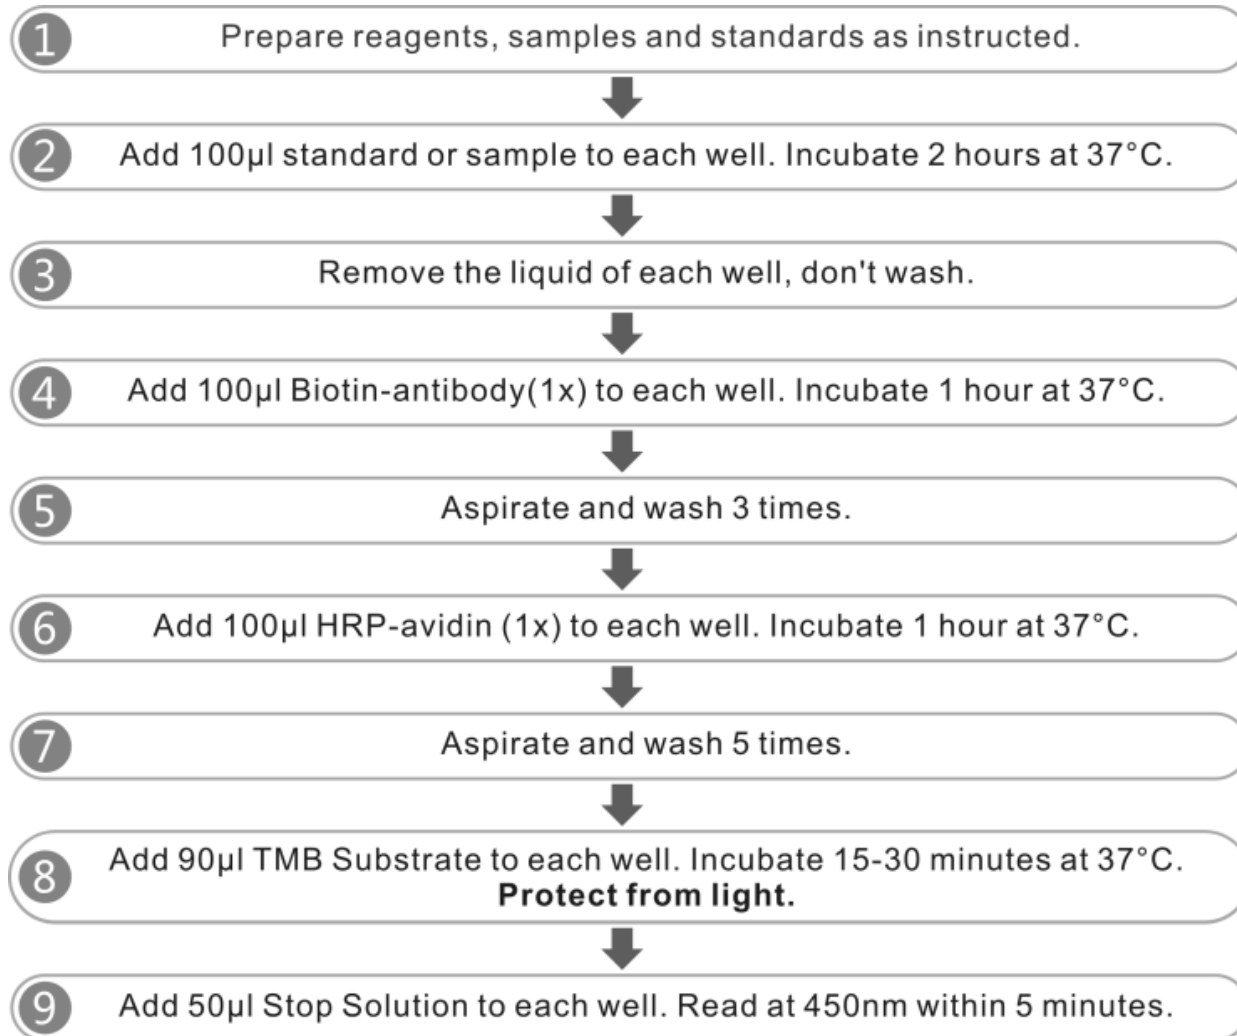 1 Prepare reagents, samples and standards as instructed.
2 Add 100µl standard or sample to each well. Incubate 2 hours at 37°C.
3 Remove the liquid of each well, don't wash.
4 Add 100µl Biotin-antibody(1x) to each well. Incubate 1 hour at 37°C.
5 Aspirate and wash 3 times.
6 Add 100µl HRP-avidin (1x) to each well. Incubate 1 hour at 37°C.
7 Aspirate and wash 5 times.
8 Add 90µl TMB Substrate to each well. Incubate 15-30 minutes at 37°C.
Protect from light.
9 Add 50µl Stop Solution to each well. Read at 450nm within 5 minutes.